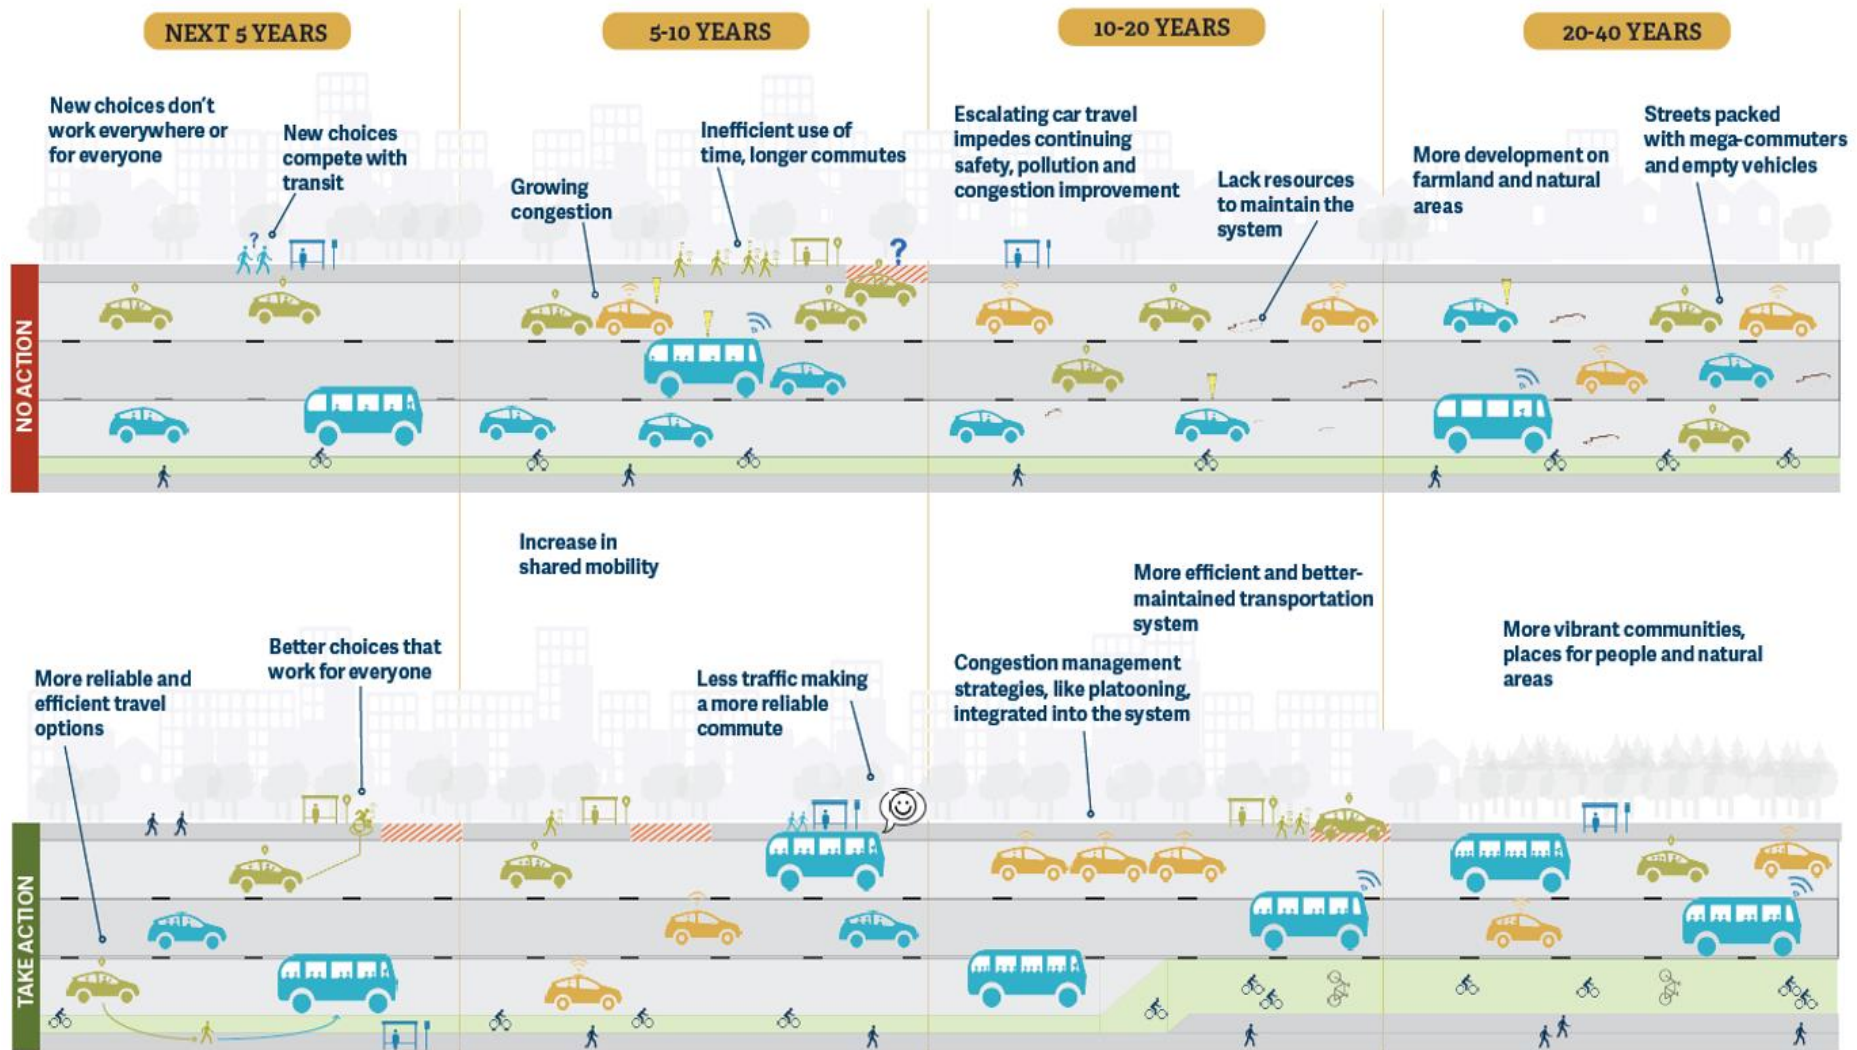 NEXT 5 YEARS
5-10 YEARS
10-20 YEARS
20-40 YEARS
NO ACTION
New choices don't
work everywhere or
for everyone
New choices
compete with
transit
?
Growing
congestion
Inefficient use of
time, longer commutes
?
Escalating car travel
impedes continuing
safety, pollution and
congestion improvement
Lack resources
to maintain the
system
More development on
farmland and natural
areas
Streets packed
with mega-commuters
and empty vehicles
TAKE ACTION
More reliable and
efficient travel
options
Better choices that
work for everyone
Increase in
shared mobility
Less traffic making
a more reliable
commute
Congestion management
strategies, like platooning,
integrated into the system
More efficient and better-
maintained transportation
system
More vibrant communities,
places for people and natural
areas